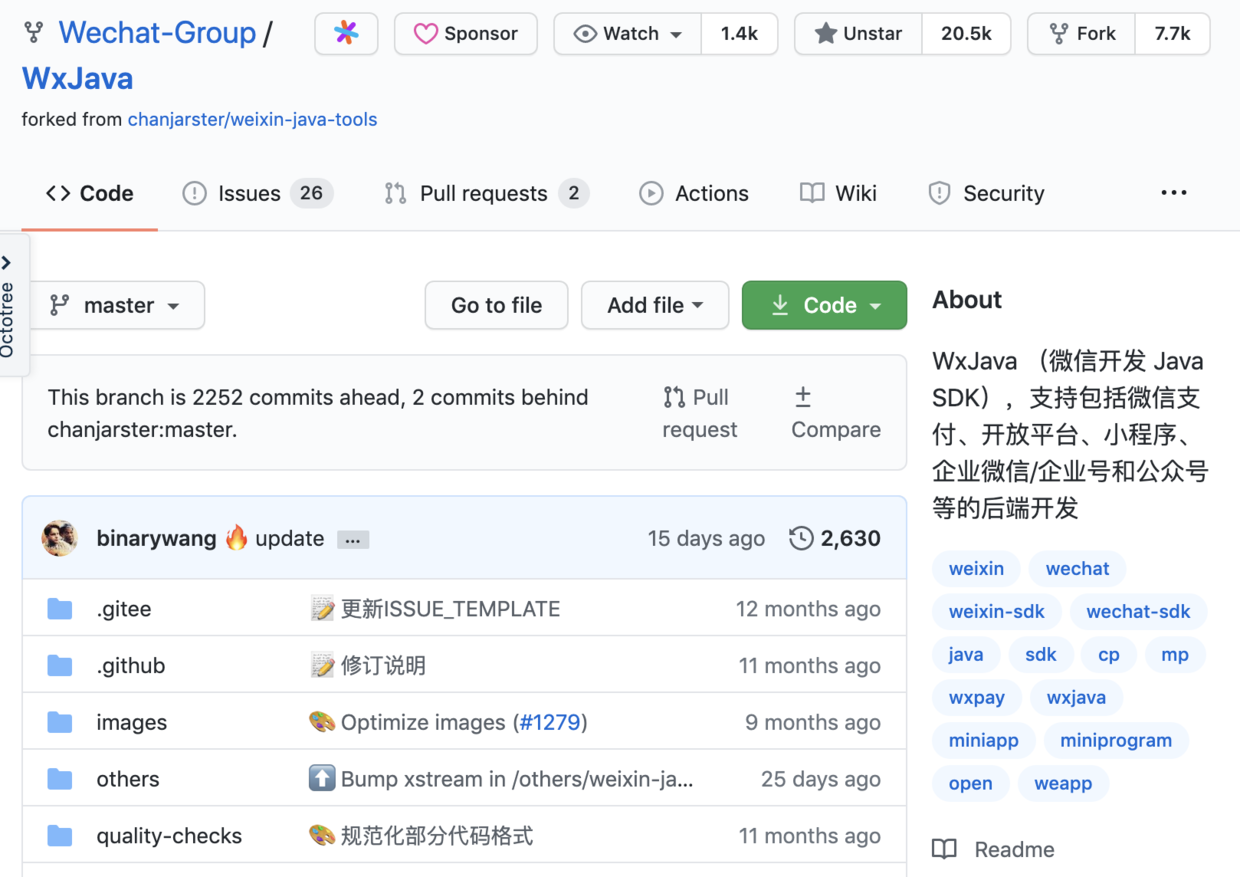 Wechat-Group /
WxJava
Sponsor
Watch 1.4k
Unstar 20.5k
Fork 7.7k
forked from chanjarster/weixin-java-tools
Code
Issues 26
Pull requests 2
Actions
Wiki
Security
...
Octotree
master
Go to file
Add file
Code
This branch is 2252 commits ahead, 2 commits behind
chanjarster:master.
Pull
request
Compare
binarywang 🔥 update ... 15 days ago 2,630
.gitee 📝 更新ISSUE_TEMPLATE 12 months ago
.github 📝 修订说明 11 months ago
images 🎨 Optimize images (#1279) 9 months ago
others ⬆️ Bump xstream in /others/weixin-ja... 25 days ago
quality-checks 🎨 规范化部分代码格式 11 months ago
About
WxJava （微信开发 Java
SDK），支持包括微信支
付、开放平台、小程序、
企业微信/企业号和公众号
等的后端开发
weixin wechat
weixin-sdk wechat-sdk
java sdk cp mp
wxpay wxjava
miniapp miniprogram
open weapp
Readme